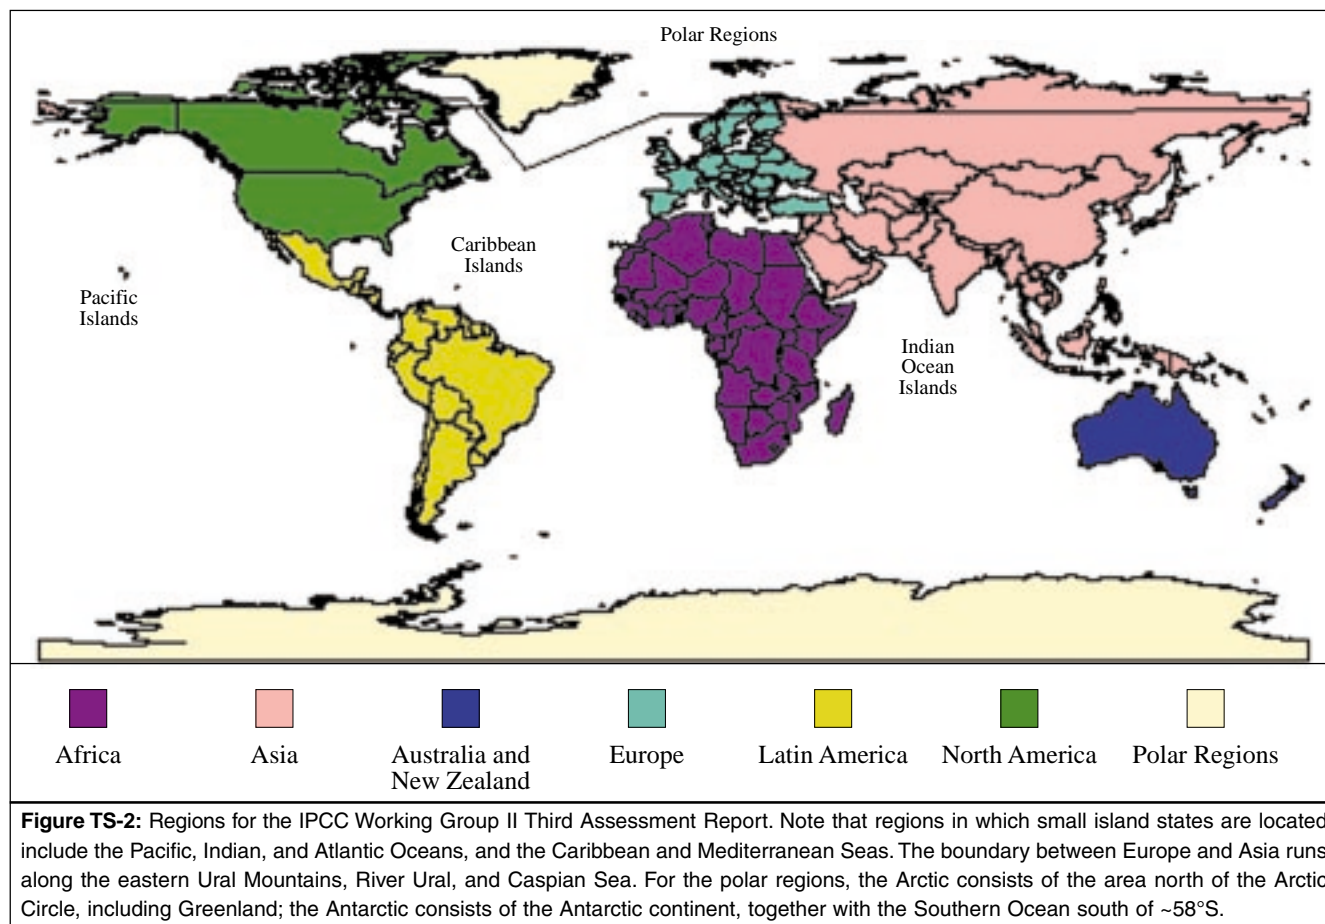 Polar Regions
Caribbean
Islands
Pacific
Islands
Indian
Ocean
Islands
Africa
Asia
Australia and
New Zealand
Europe
Latin America
North America
Polar Regions
Figure TS-2: Regions for the IPCC Working Group II Third Assessment Report. Note that regions in which small island states are located
include the Pacific, Indian, and Atlantic Oceans, and the Caribbean and Mediterranean Seas. The boundary between Europe and Asia runs
along the eastern Ural Mountains, River Ural, and Caspian Sea. For the polar regions, the Arctic consists of the area north of the Arctic
Circle, including Greenland; the Antarctic consists of the Antarctic continent, together with the Southern Ocean south of ~58°S.